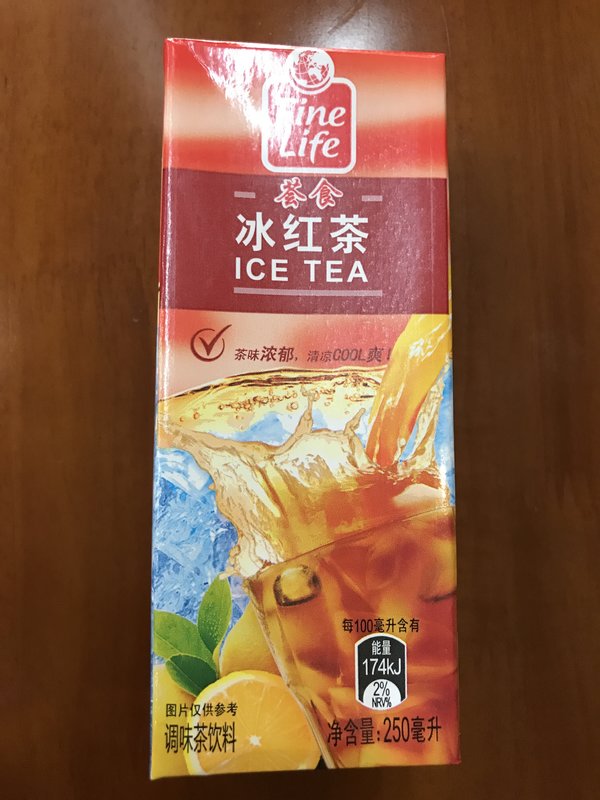 Fine
Life
荟食
冰红茶
ICE TEA
茶味浓郁，清凉COOL爽！
每100毫升含有
能量
174kJ
2%
NRV%
图片仅供参考
调味茶饮料
净含量：250毫升